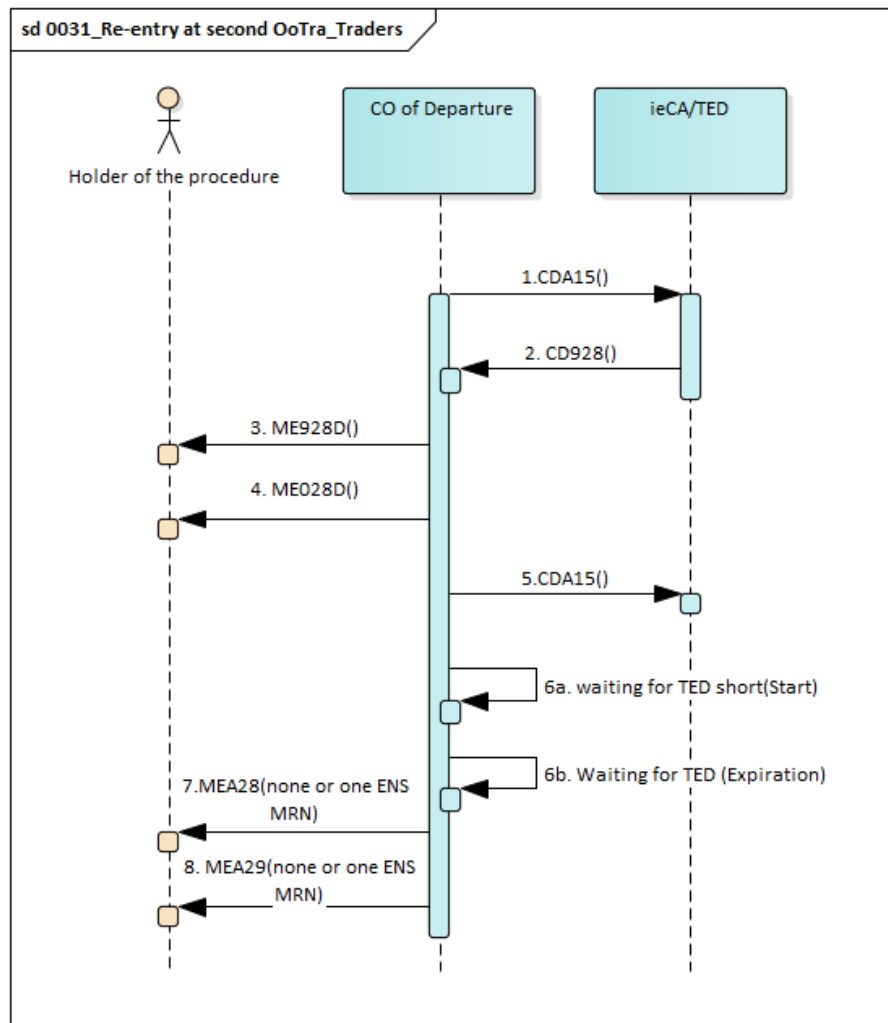 sd 0031_Re-entry at second OoTra_Traders
CO of Departure
ieCA/TED
Holder of the procedure
1.CDA15()
2. CD928()
3. ME928D()
4. ME028D()
5.CDA15()
6a. waiting for TED short(Start)
6b. Waiting for TED (Expiration)
7.MEA28(none or one ENS
MRN)
8. MEA29(none or one ENS
MRN)